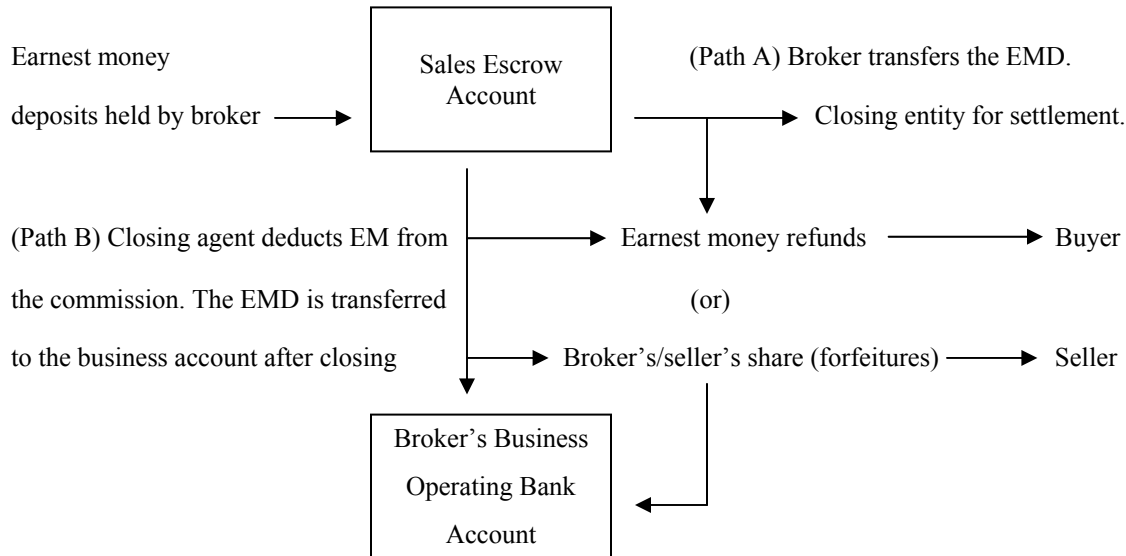 Earnest money
Sales Escrow
Account
(Path A) Broker transfers the EMD.
deposits held by broker
Closing entity for settlement.
(Path B) Closing agent deducts EM from
Earnest money refunds
Buyer
the commission. The EMD is transferred
(or)
to the business account after closing
Broker’s/seller’s share (forfeitures)
Seller
Broker’s Business
Operating Bank
Account